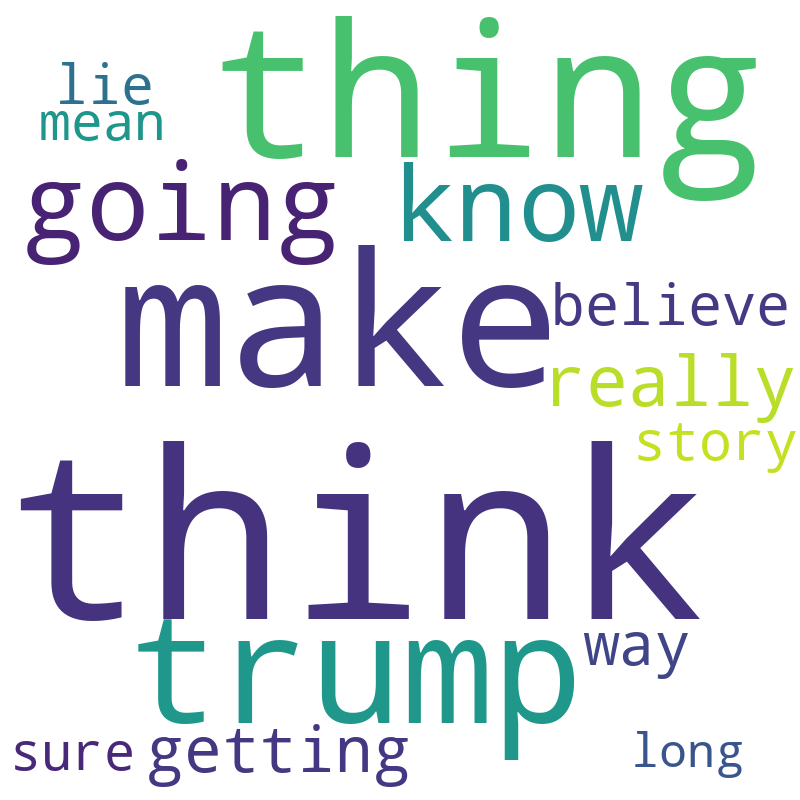 thing
lie
mean
going know
make
believe
really
story
think
trump
way
sure getting
long